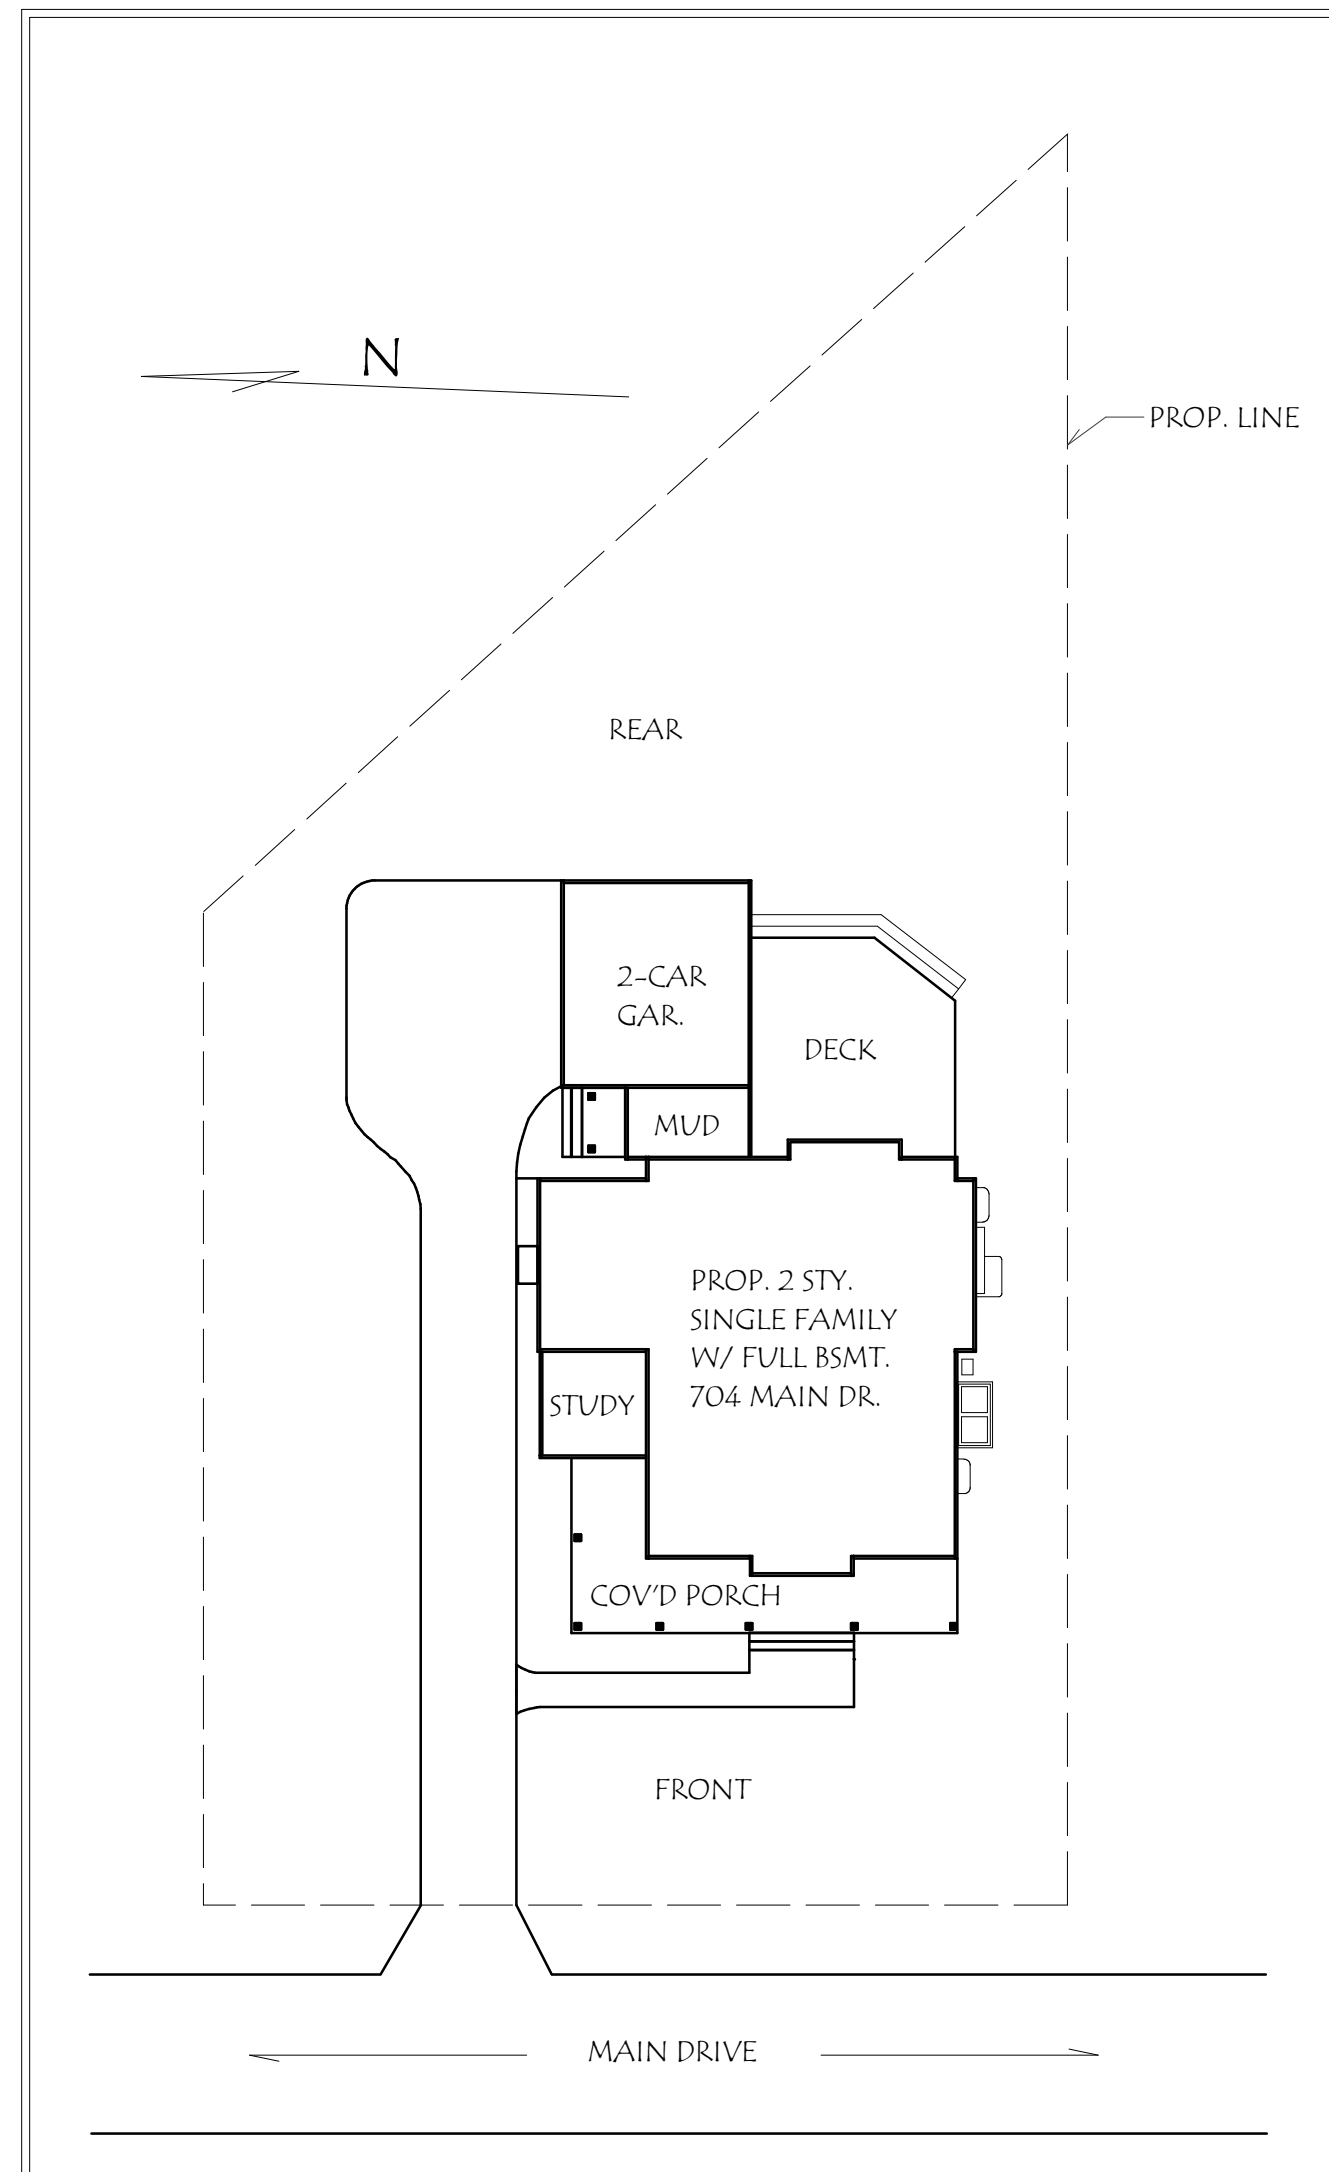 N
PROP. LINE
REAR
2-CAR
GAR.
DECK
MUD
PROP. 2 STY.
SINGLE FAMILY
W/ FULL BSMT.
704 MAIN DR.
STUDY
COV'D PORCH
FRONT
MAIN DRIVE